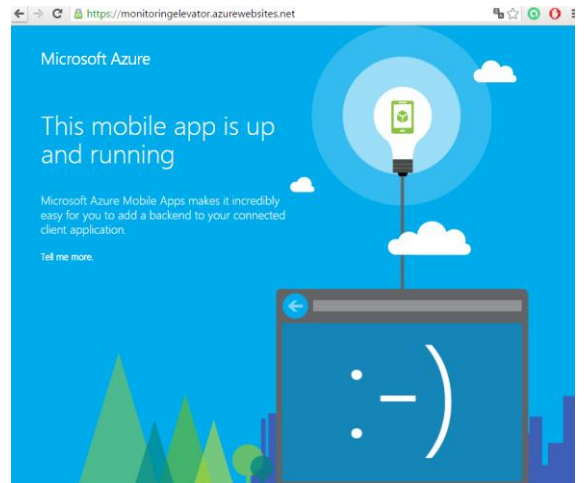 https://monitoringelevator.azurewebsites.net
Microsoft Azure
This mobile app is up
and running
Microsoft Azure Mobile Apps makes it incredibly
easy for you to add a backend to your connected
client application.
Tell me more.
:-)